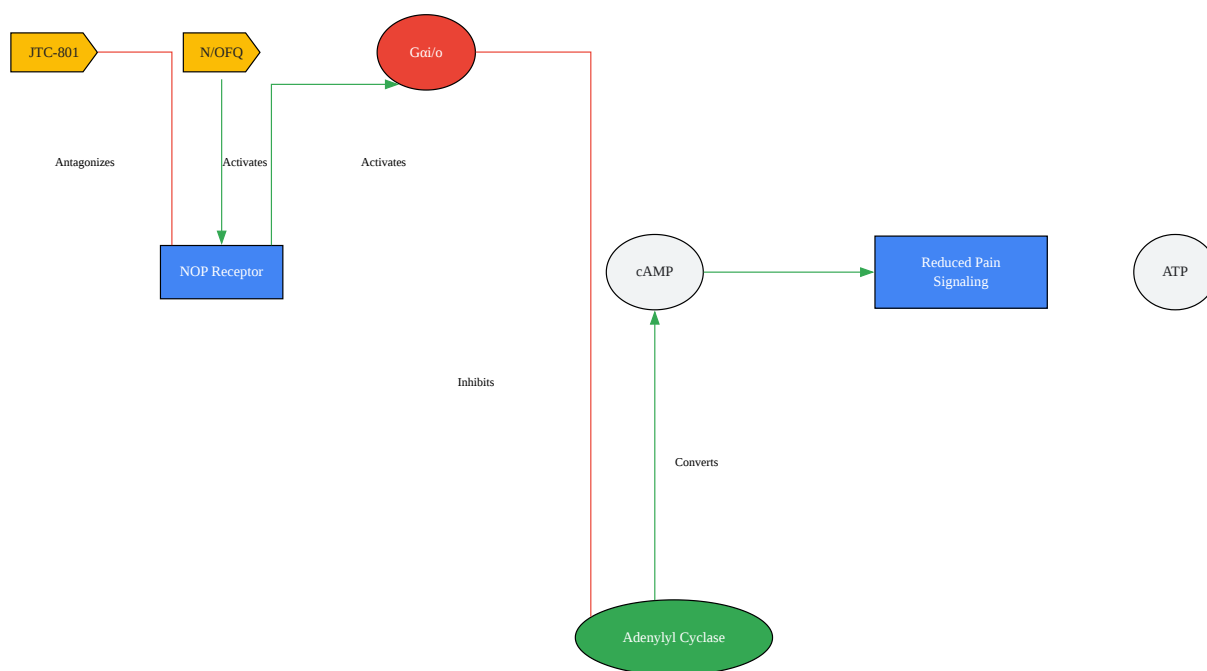 JTC-801
N/OFQ
Gαi/o
Antagonizes
Activates
Activates
NOP Receptor
cAMP
Reduced Pain
Signaling
ATP
Inhibits
Converts
Adenylyl Cyclase